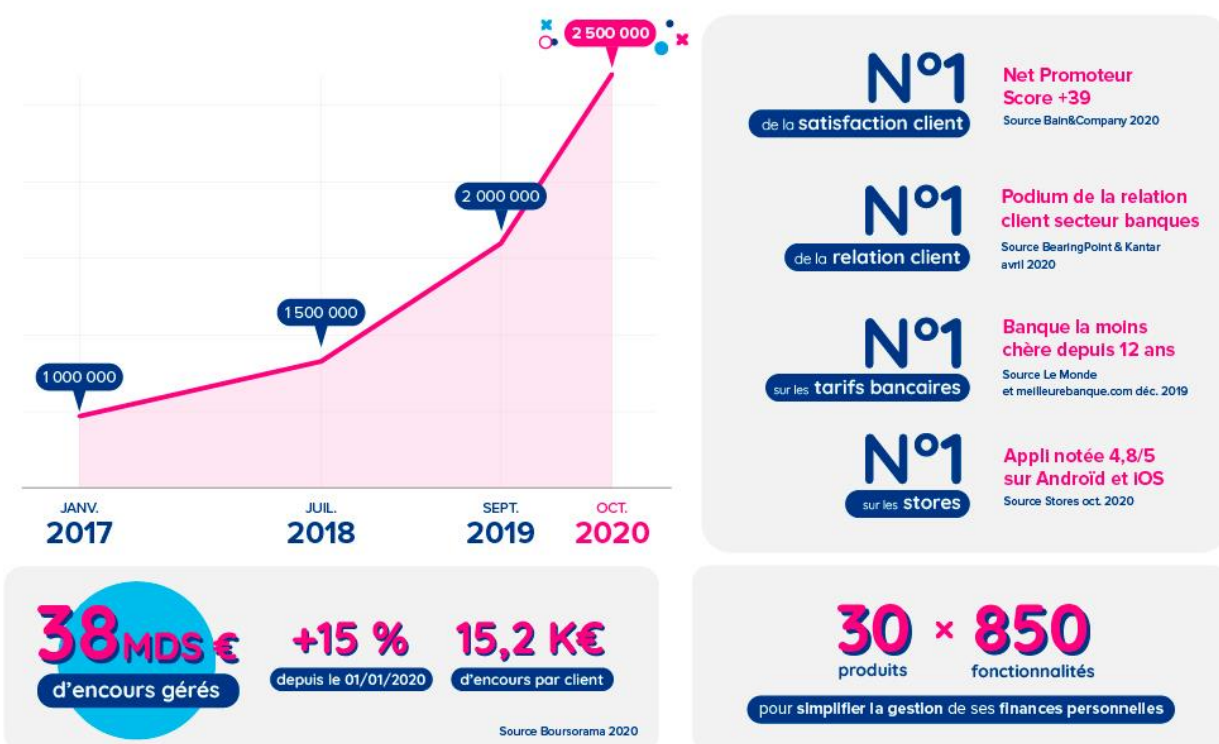 2 500 000
2 000 000
1 500 000
1 000 000
JANV.
2017
JUIL.
2018
SEPT.
2019
OCT.
2020
N°1
de la satisfaction client
Net Promoteur
Score +39
Source Bain&Company 2020
N°1
de la relation client
Podium de la relation
client secteur banques
Source BearingPoint & Kantar
avril 2020
N°1
sur les tarifs bancaires
Banque la moins
chère depuis 12 ans
Source Le Monde
et meilleurebanque.com déc. 2019
N°1
sur les stores
Appli notée 4,8/5
sur Androïd et iOS
Source Stores oct. 2020
38 MDS €
d'encours gérés
+15 %
depuis le 01/01/2020
15,2 K€
d'encours par client
Source Boursorama 2020
30 × 850
produits fonctionnalités
pour simplifier la gestion de ses finances personnelles